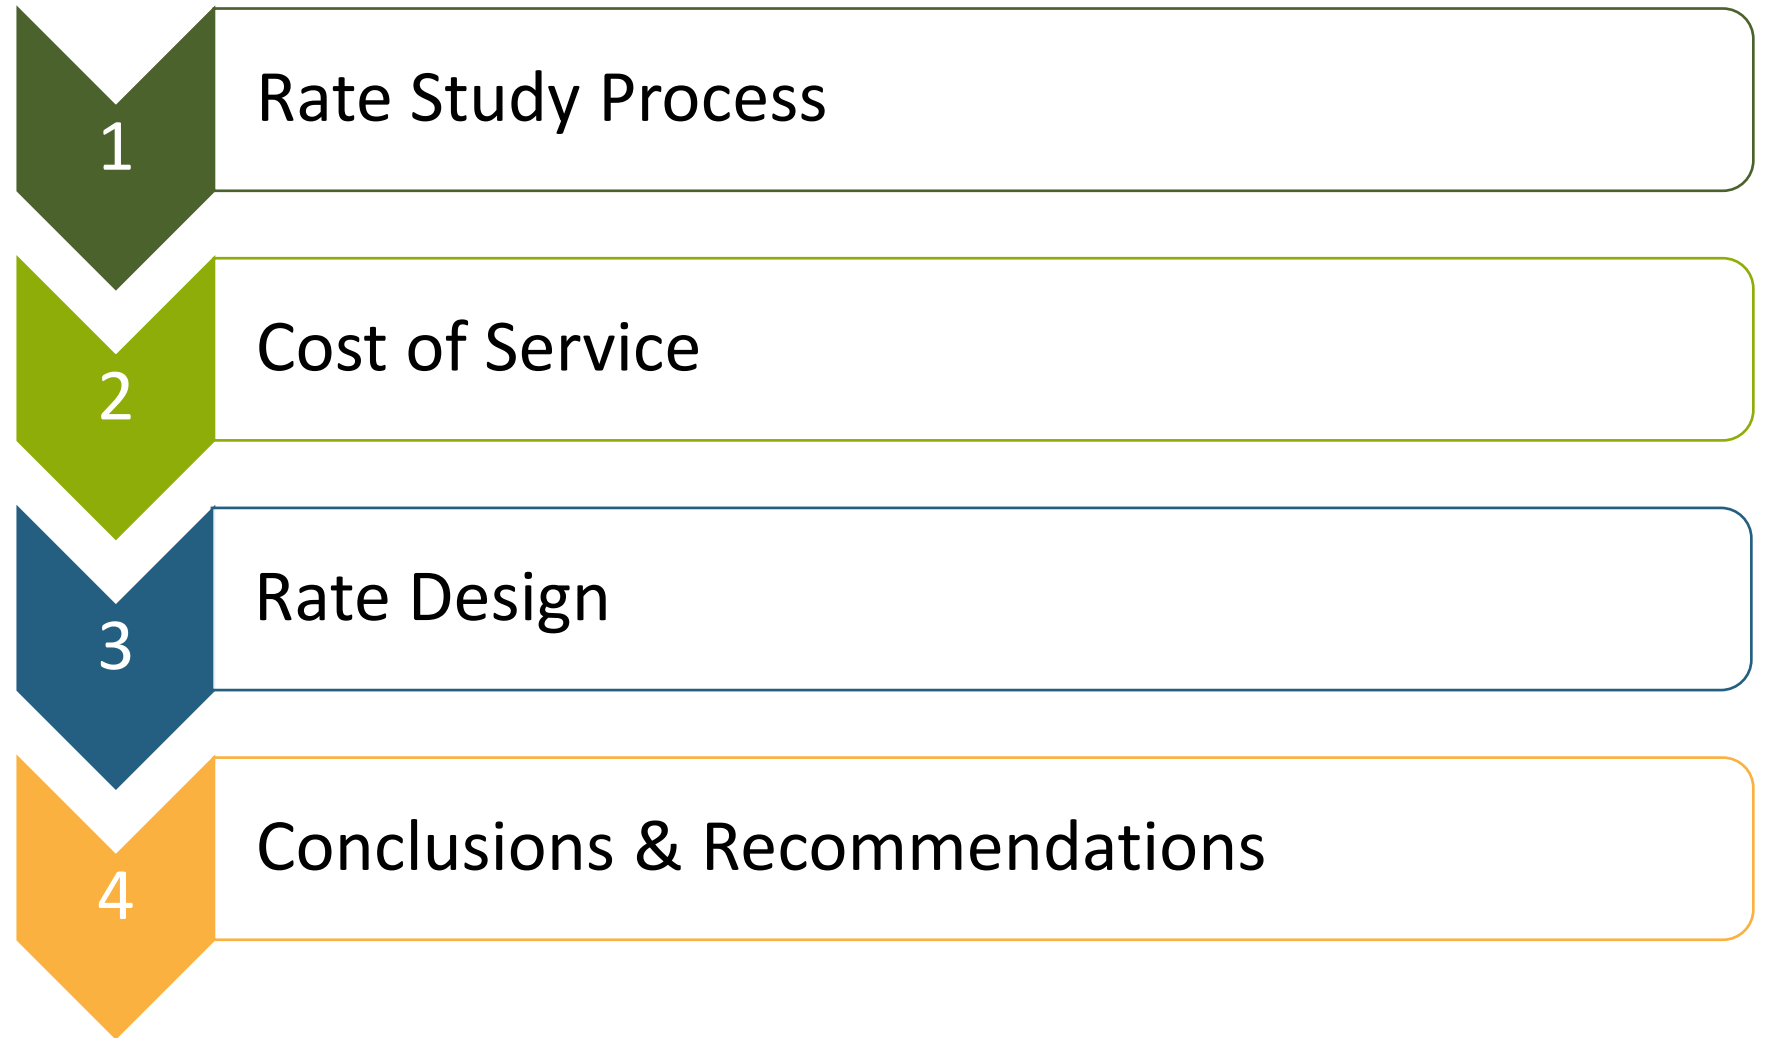 1
Rate Study Process
2
Cost of Service
3
Rate Design
4
Conclusions & Recommendations